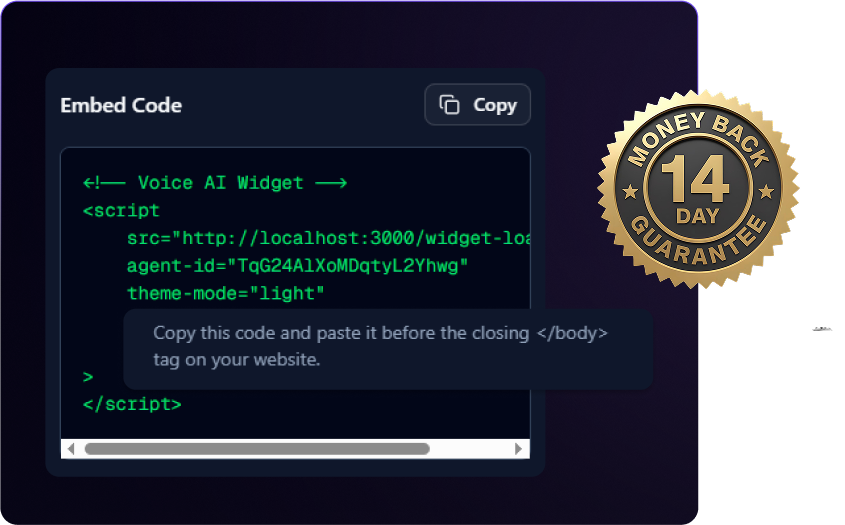 Embed Code
Copy
<!-- Voice AI Widget -->
<script
src="http://localhost:3000/widget-loa
agent-id="TqG24AlXoMDqtyL2Yhwg"
theme-mode="light"
Copy this code and paste it before the closing </body>
tag on your website.
>
</script>
MONEY BACK
14
DAY
GUARANTEE